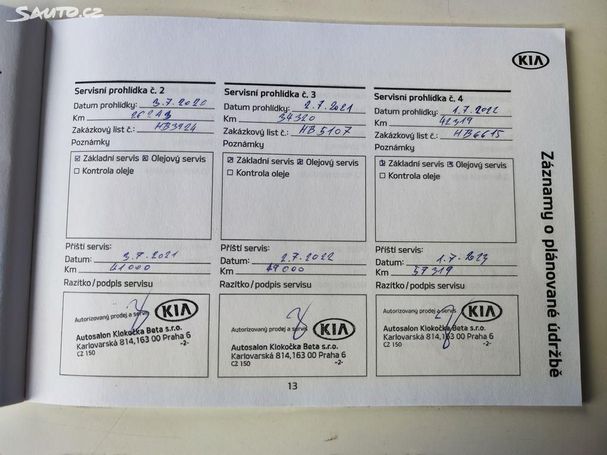 SAUTO.CZ
KIA
Záznamy o plánované údržbě
Servisní prohlídka č. 2
Datum prohlídky: 3.7.2020
Km
Zakázkový list č.: HB3924
Poznámky
Základní servis Olejový servis
Kontrola oleje
Příští servis:
Datum: 3.7.2021
Km 41000
Razítko/podpis servisu
Autorizovaný prodej a servis
KIA
Autosalon Klokočka Beta s.r.o.
Karlovarská 814,163 00 Praha 6
CZ 150 -2-
Servisní prohlídka č. 3
Datum prohlídky: 2.7.2021
Km 34320
Zakázkový list č.: HB5107
Poznámky
Základní servis Olejový servis
Kontrola oleje
Příští servis:
Datum: 2.7.2022
Km 49000
Razítko/podpis servisu
Autorizovaný prodej a servis
KIA
Autosalon Klokočka Beta s.r.o.
Karlovarská 814,163 00 Praha 6
CZ 150 -2-
Servisní prohlídka č. 4
Datum prohlídky: 1.7.2022
Km 42319
Zakázkový list č.: HB6615
Poznámky
Základní servis Olejový servis
Kontrola oleje
Příští servis:
Datum: 1.7.2023
Km 57319
Razítko/podpis servisu
Autorizovaný prodej a servis
KIA
Autosalon Klokočka Beta s.r.o.
Karlovarská 814,163 00 Praha 6
CZ 150 -2-
13